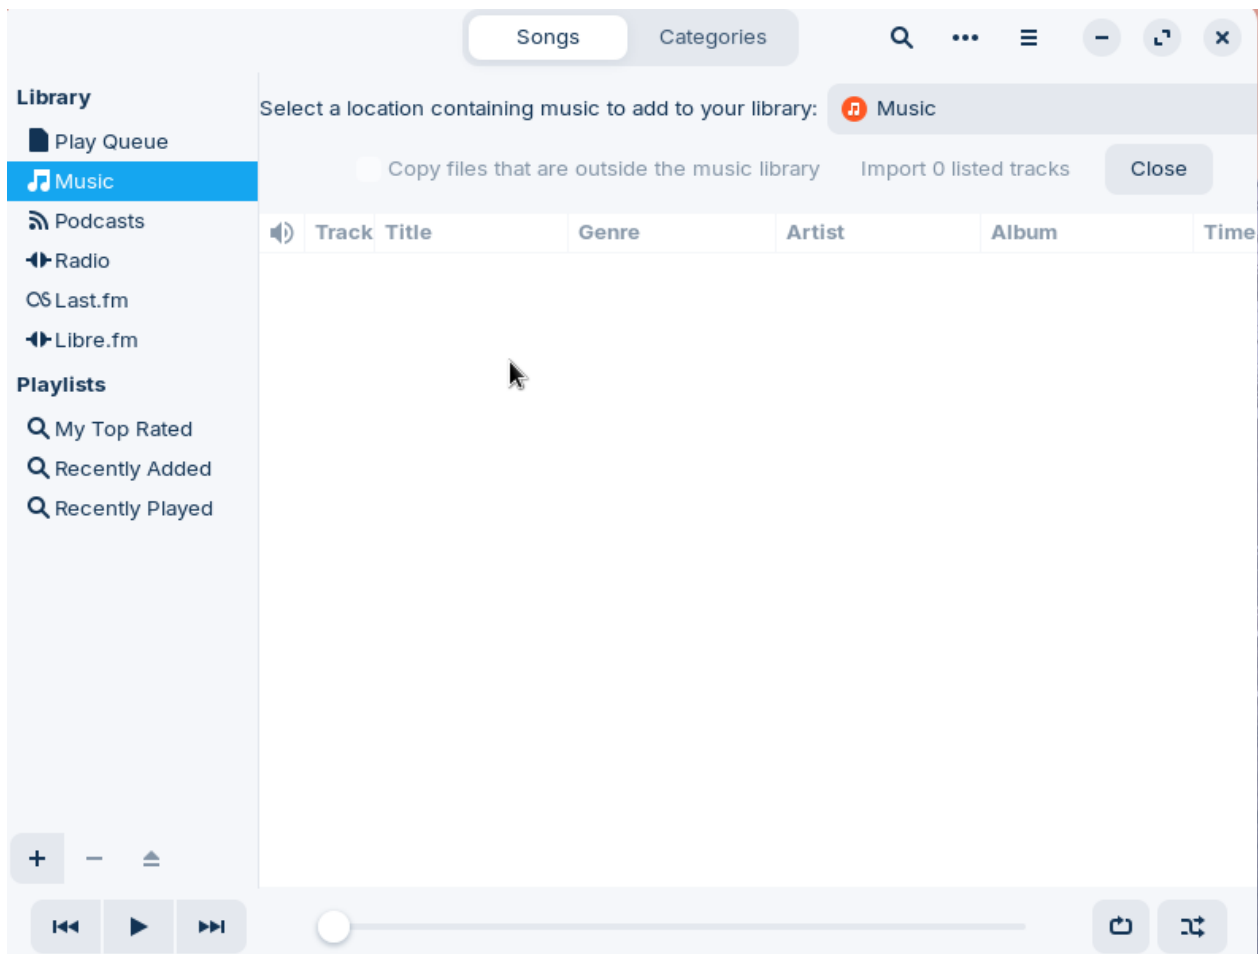 Songs
Categories
Library
Play Queue
Music
Podcasts
Radio
Last.fm
Libre.fm
Playlists
My Top Rated
Recently Added
Recently Played
Select a location containing music to add to your library:
Music
Copy files that are outside the music library
Import 0 listed tracks
Close
Track Title Genre Artist Album Time